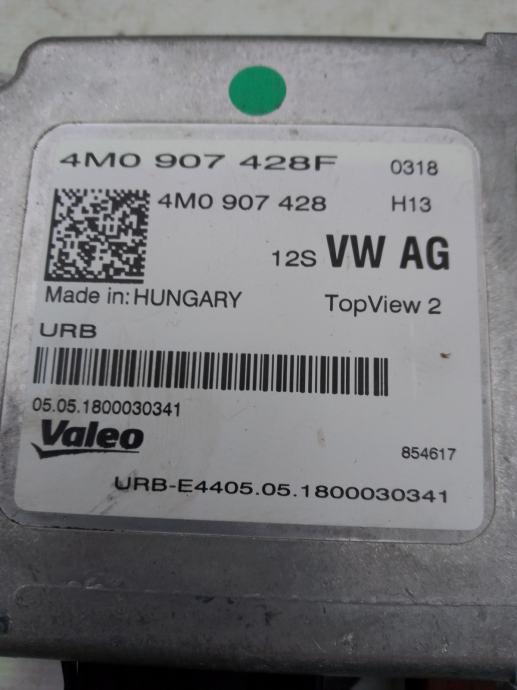 4M0 907 428F 0318
4M0 907 428 H13
12S VW AG
Made in: HUNGARY TopView 2
URB
05.05.1800030341
Valeo
854617
URB-E4405.05.1800030341